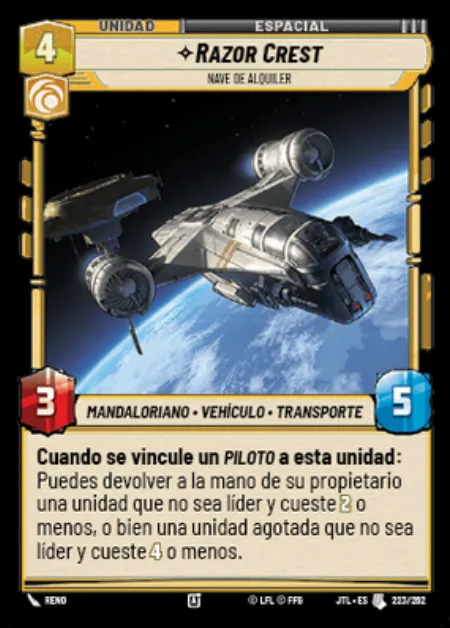 UNIDAD
ESPACIAL
4
RAZOR CREST
NAVE DE ALQUILER
3
MANDALORIANO • VEHÍCULO • TRANSPORTE
5
Cuando se vincule un PILOTO a esta unidad:
Puedes devolver a la mano de su propietario
una unidad que no sea líder y cueste 2 o
menos, o bien una unidad agotada que no sea
líder y cueste 4 o menos.
RENO
A
© LFL © FFG
JTL • ES
223/262